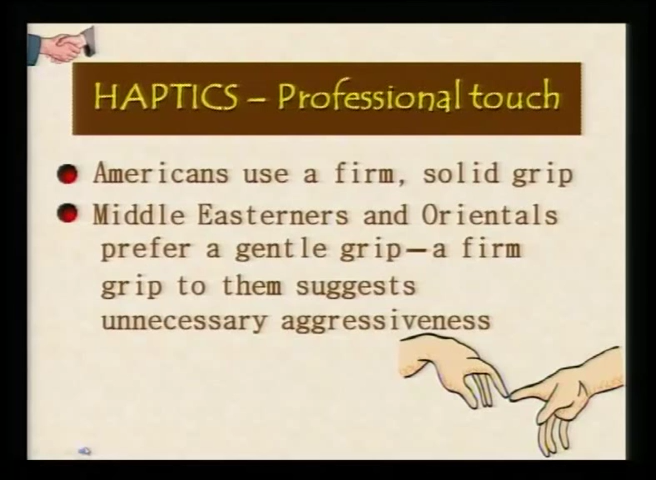 HAPTICS – Professional touch
Americans use a firm, solid grip
Middle Easterners and Orientals
prefer a gentle grip—a firm
grip to them suggests
unnecessary aggressiveness